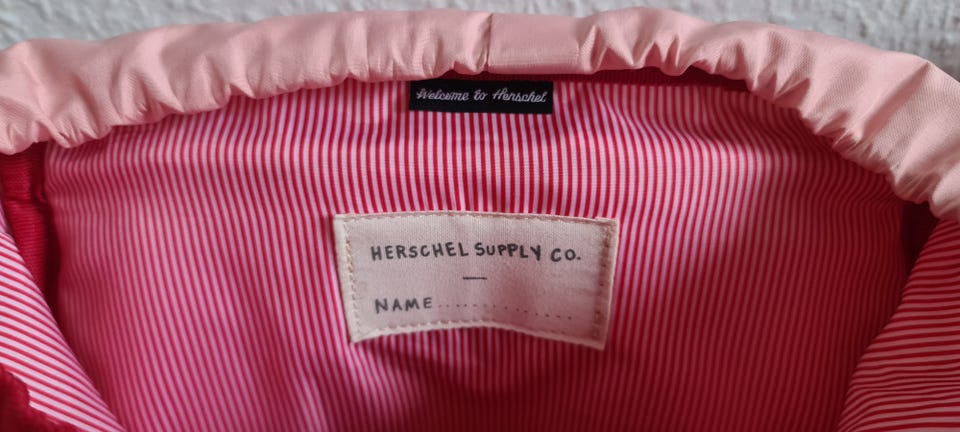 Welcome to Herschel
HERSCHEL SUPPLY CO.
—
NAME..............